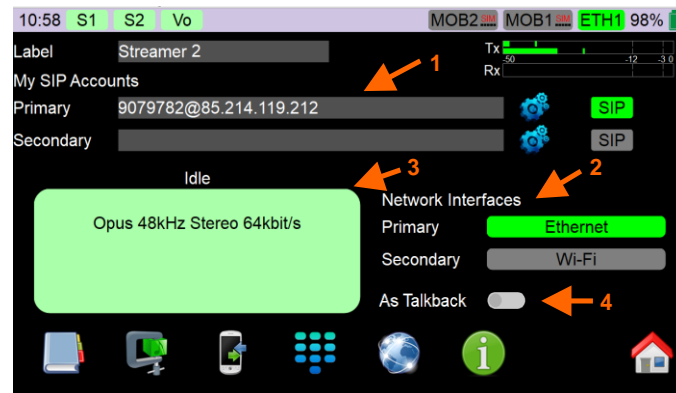 10:58 S1 S2 Vo MOB2 SIM MOB1 SIM ETH1 98%
Label Streamer 2 Tx
-50 -12 -3 0
Rx
1
My SIP Accounts
Primary 9079782@85.214.119.212 SIP
Secondary SIP
Idle 3 2
Network Interfaces
Opus 48kHz Stereo 64kbit/s
Primary Ethernet
Secondary Wi-Fi
As Talkback 4
i